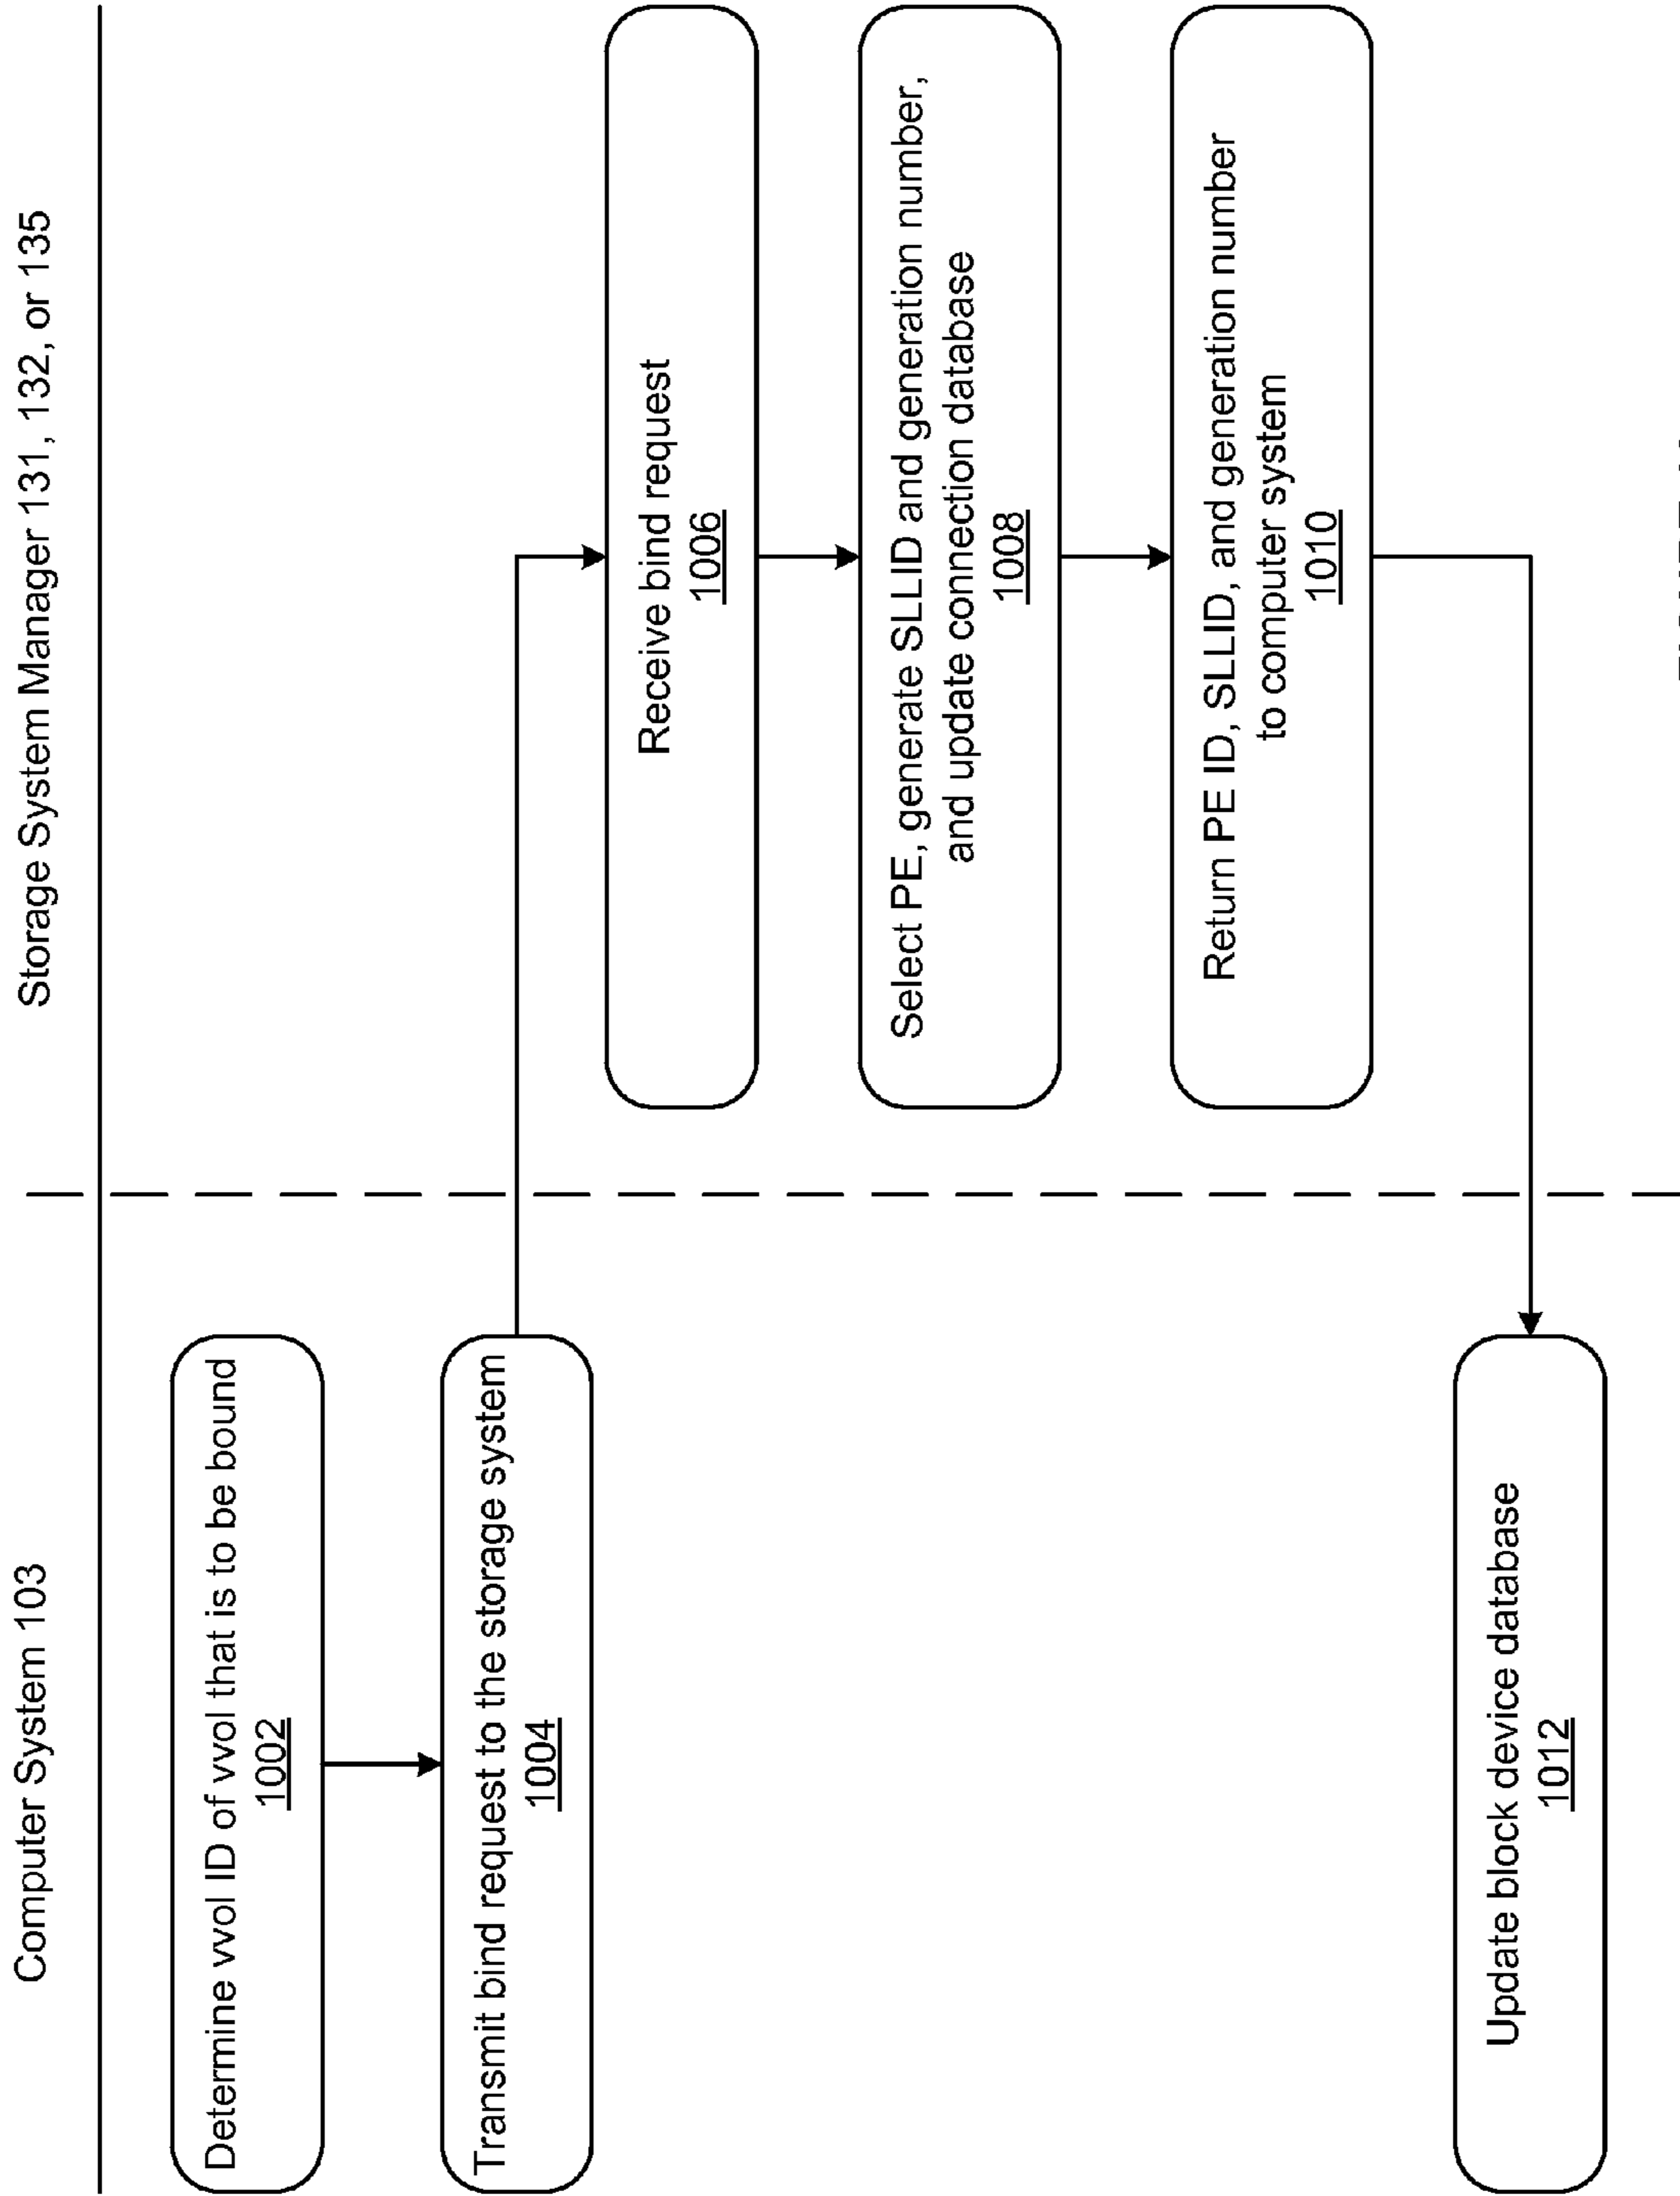 Computer System 103
Storage System Manager 131, 132, or 135
Determine vvol ID of vvol that is to be bound
1002
Transmit bind request to the storage system
1004
Receive bind request
1006
Select PE, generate SLLID and generation number,
and update connection database
1008
Return PE ID, SLLID, and generation number
to computer system
1010
Update block device database
1012